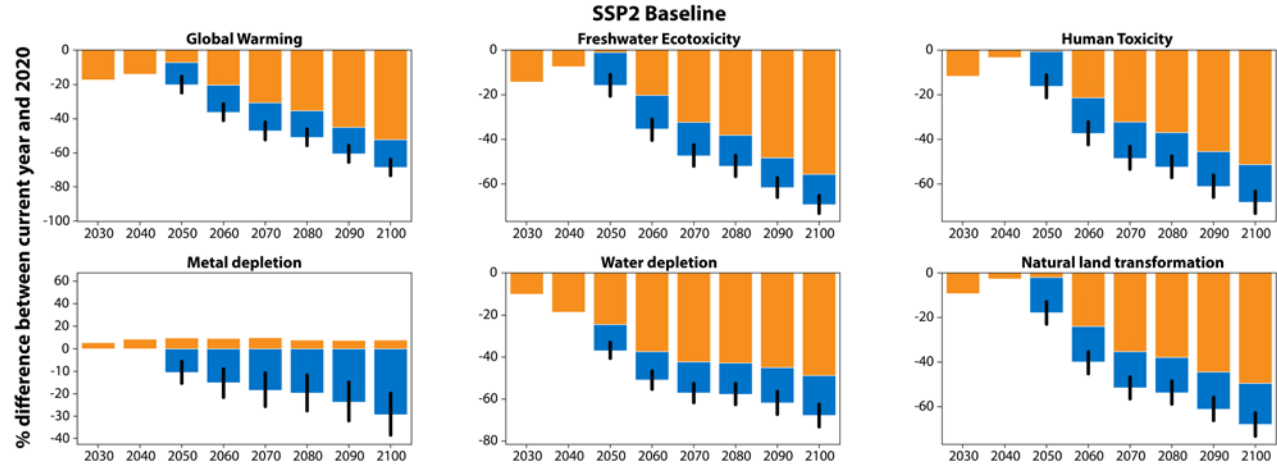 SSP2 Baseline
% difference between current year and 2020
Global Warming
0
-20
-40
-60
-80
-100
2030 2040 2050 2060 2070 2080 2090 2100
Freshwater Ecotoxicity
0
-20
-40
-60
2030 2040 2050 2060 2070 2080 2090 2100
Human Toxicity
0
-20
-40
-60
2030 2040 2050 2060 2070 2080 2090 2100
Metal depletion
60
40
20
0
-10
-20
-30
-40
2030 2040 2050 2060 2070 2080 2090 2100
Water depletion
0
-20
-40
-60
-80
2030 2040 2050 2060 2070 2080 2090 2100
Natural land transformation
0
-20
-40
-60
2030 2040 2050 2060 2070 2080 2090 2100